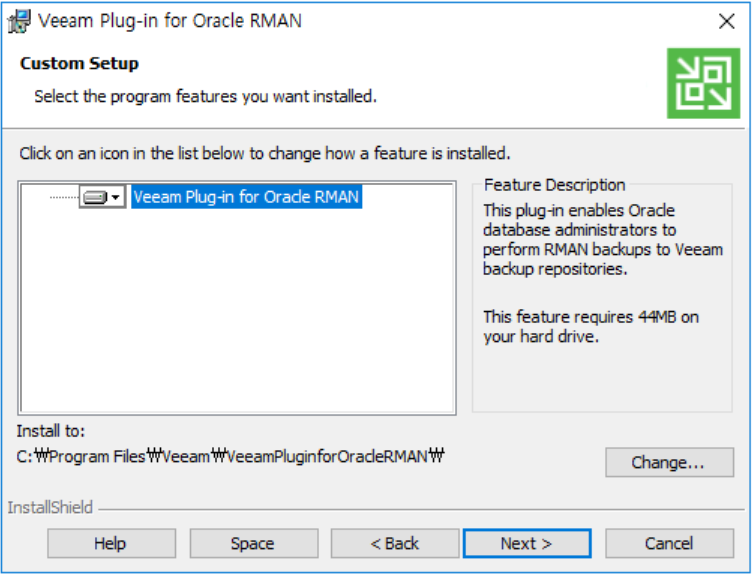 Veeam Plug-in for Oracle RMAN
Custom Setup
Select the program features you want installed.
Click on an icon in the list below to change how a feature is installed.
Veeam Plug-in for Oracle RMAN
Feature Description
This plug-in enables Oracle
database administrators to
perform RMAN backups to Veeam
backup repositories.
This feature requires 44MB on
your hard drive.
Install to:
C:₩Program Files₩Veeam₩VeeamPluginforOracleRMAN₩
Change...
InstallShield
Help
Space
< Back
Next >
Cancel